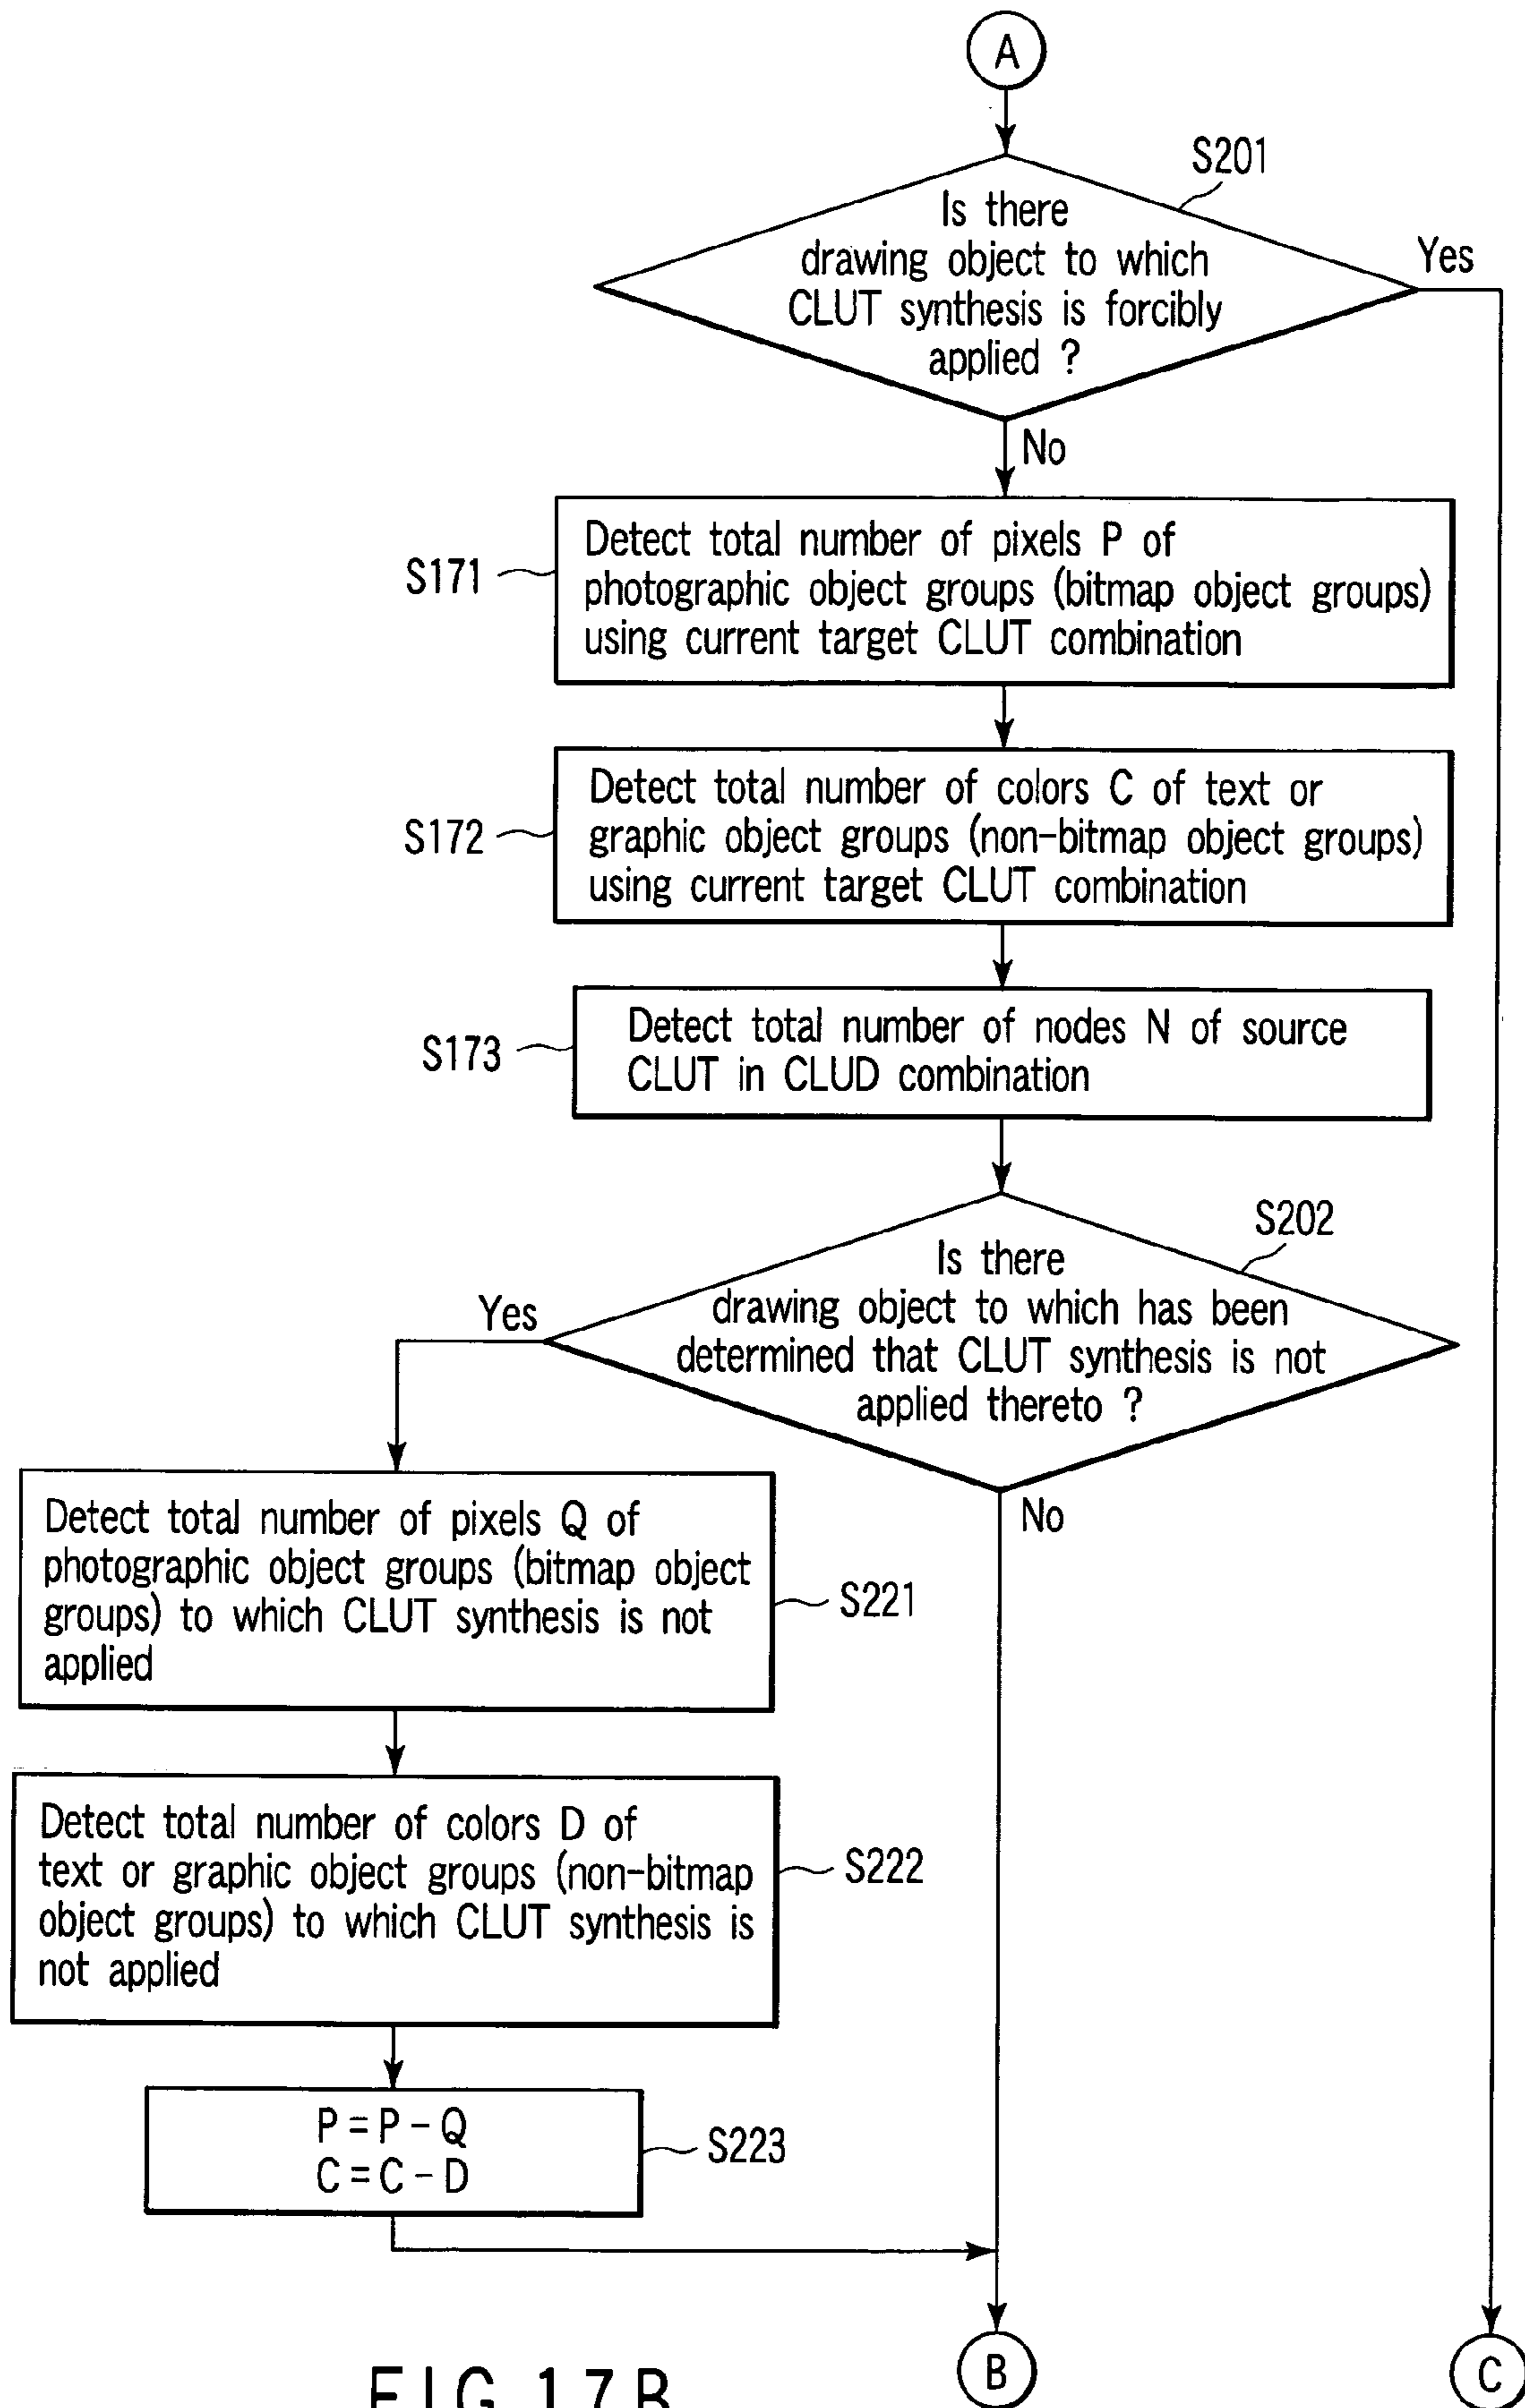 A
S201
Is there
drawing object to which
CLUT synthesis is forcibly
applied ?
Yes
No
S171
Detect total number of pixels P of
photographic object groups (bitmap object groups)
using current target CLUT combination
S172
Detect total number of colors C of text or
graphic object groups (non-bitmap object groups)
using current target CLUT combination
S173
Detect total number of nodes N of source
CLUT in CLUD combination
S202
Is there
drawing object to which has been
determined that CLUT synthesis is not
applied thereto ?
Yes
No
Detect total number of pixels Q of
photographic object groups (bitmap object
groups) to which CLUT synthesis is not
applied
S221
Detect total number of colors D of
text or graphic object groups (non-bitmap
object groups) to which CLUT synthesis is
not applied
S222
P = P - Q
C = C - D
S223
B
C
FIG. 17B